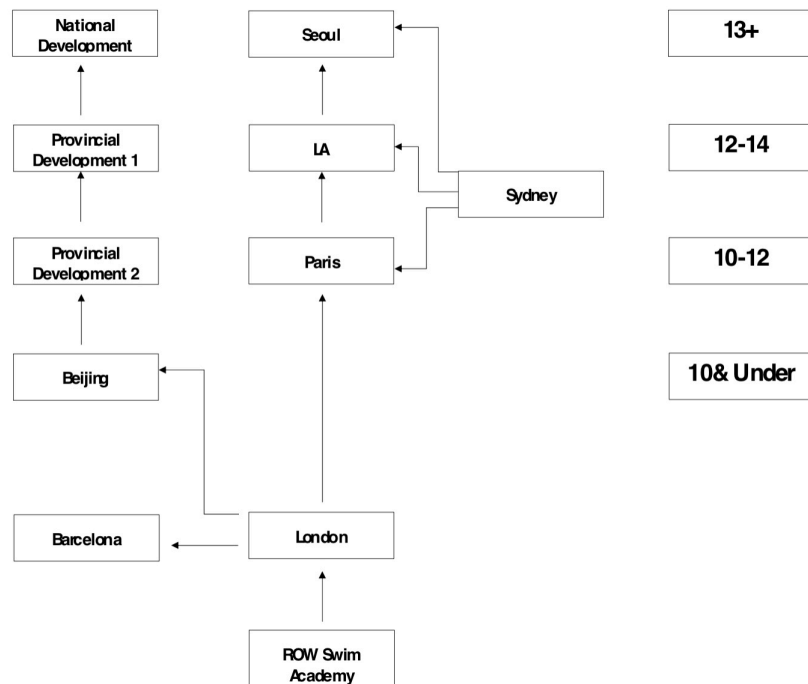 National
Development
Seoul
13+
Provincial
Development 1
LA
12-14
Sydney
Provincial
Development 2
Paris
10-12
Beijing
10& Under
Barcelona
London
ROW Swim
Academy